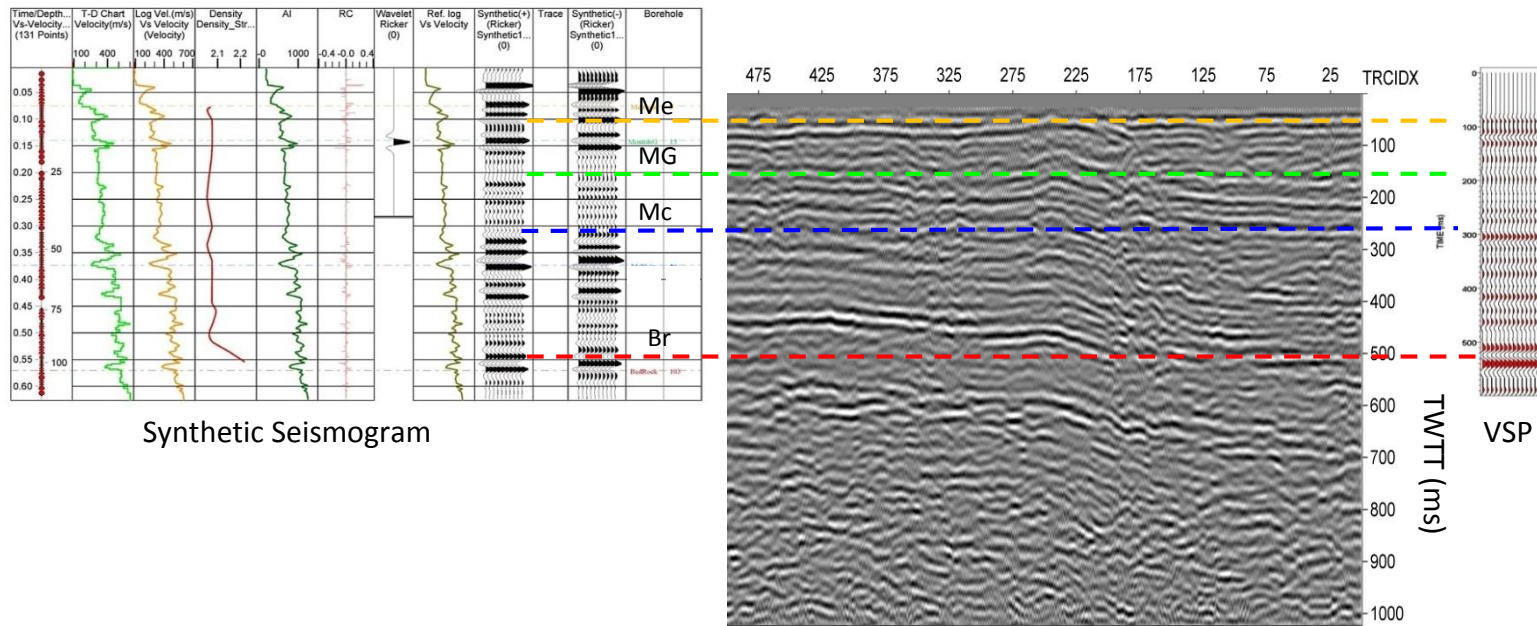 Time/Depth...
Vs-Velocity...
(131 Points)
T-D Chart
Velocity(m/s)
100 400
Log Vel.(m/s)
Vs Velocity
(Velocity)
100 400 700
Density
Density_Str...
2.1 2.2
AI
-0 1000
RC
-0.4 -0.0 0.4
Wavelet
Ricker
(0)
Ref. log
Vs Velocity
Synthetic(+)
(Ricker)
Synthetic1...
(0)
Trace
Synthetic(-)
(Ricker)
Synthetic1...
(0)
Borehole
0.05
0.10
0.15
0.20
0.25
0.30
0.35
0.40
0.45
0.50
0.55
0.60
25
50
75
100
BedRock 103
Me
MG
Mc
Br
Synthetic Seismogram
475 425 375 325 275 225 175 125 75 25 TRCIDX
100
200
300
400
500
600
700
800
900
1000
TWTT (ms)
0
100
200
300
400
500
VSP